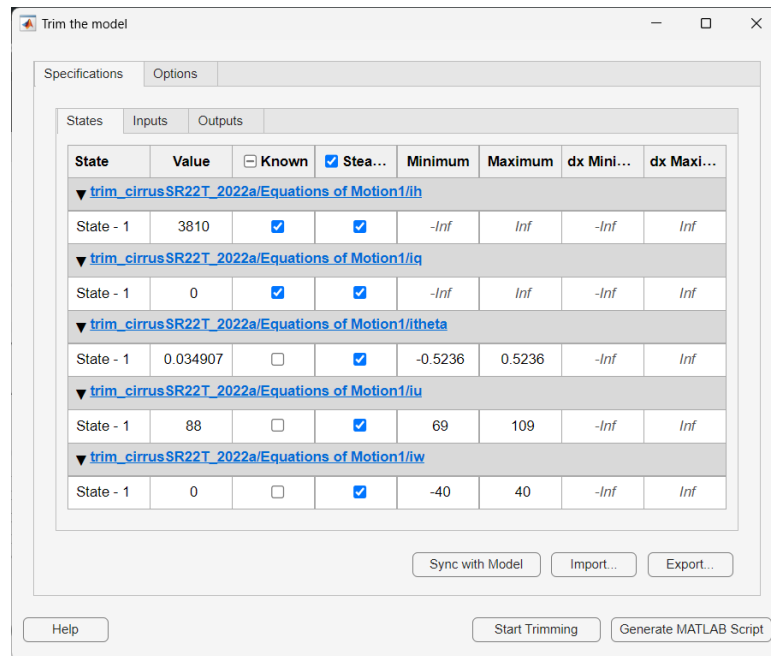 Trim the model
Specifications Options
States Inputs Outputs
State Value Known Stea... Minimum Maximum dx Mini... dx Maxi...
trim_cirrusSR22T_2022a/Equations of Motion1/ih
State - 1 3810 -Inf Inf -Inf Inf
trim_cirrusSR22T_2022a/Equations of Motion1/iq
State - 1 0 -Inf Inf -Inf Inf
trim_cirrusSR22T_2022a/Equations of Motion1/itheta
State - 1 0.034907 -0.5236 0.5236 -Inf Inf
trim_cirrusSR22T_2022a/Equations of Motion1/iu
State - 1 88 69 109 -Inf Inf
trim_cirrusSR22T_2022a/Equations of Motion1/iw
State - 1 0 -40 40 -Inf Inf
Sync with Model Import... Export...
Help Start Trimming Generate MATLAB Script